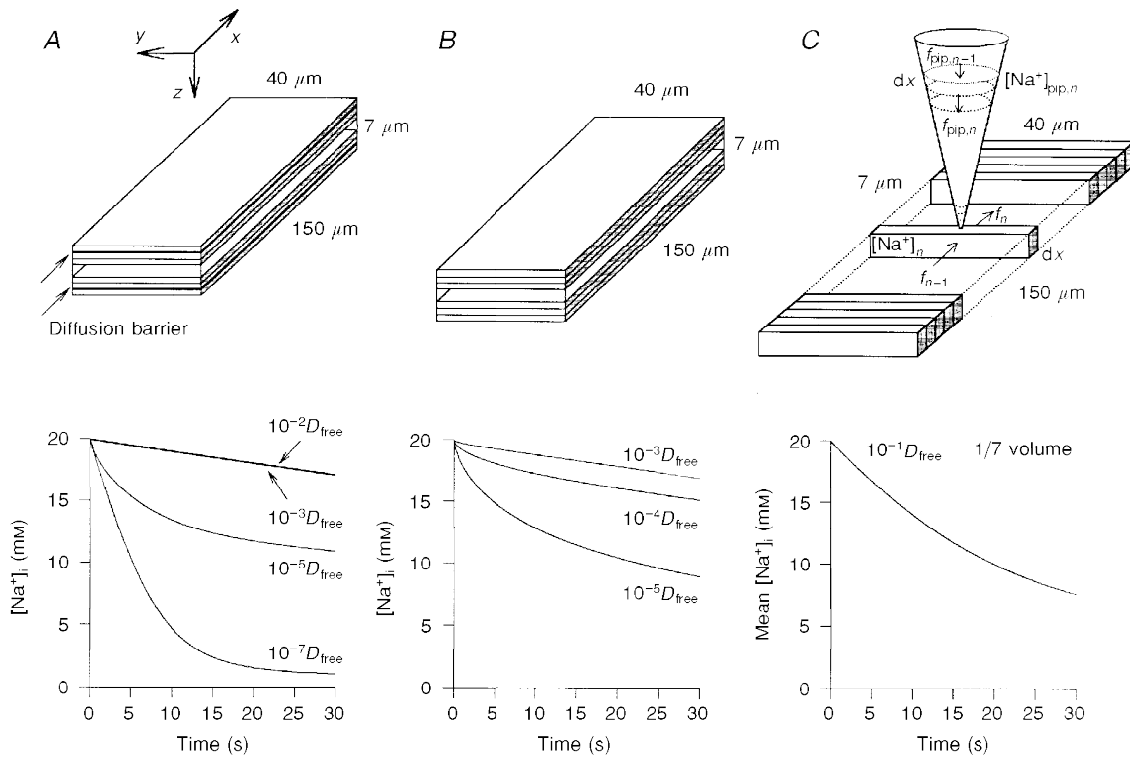 A
y
x
z
40 μm
7 μm
150 μm
Diffusion barrier
B
40 μm
7 μm
150 μm
C
f_pip,n−1
dx
[Na⁺]_pip,n
f_pip,n
40 μm
7 μm
f_n
[Na⁺]_n
dx
f_n−1
150 μm
20
15
10
5
0
[Na⁺]_i (mM)
10⁻²D_free
10⁻³D_free
10⁻⁵D_free
10⁻⁷D_free
0 5 10 15 20 25 30
Time (s)
20
15
10
5
0
[Na⁺]_i (mM)
10⁻³D_free
10⁻⁴D_free
10⁻⁵D_free
0 5 10 15 20 25 30
Time (s)
20
15
10
5
0
Mean [Na⁺]_i (mM)
10⁻¹D_free 1/7 volume
0 5 10 15 20 25 30
Time (s)